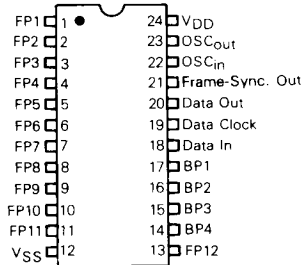 FP1 1 24 VDD
FP2 2 23 OSCout
FP3 3 22 OSCin
FP4 4 21 Frame-Sync. Out
FP5 5 20 Data Out
FP6 6 19 Data Clock
FP7 7 18 Data In
FP8 8 17 BP1
FP9 9 16 BP2
FP10 10 15 BP3
FP11 11 14 BP4
VSS 12 13 FP12